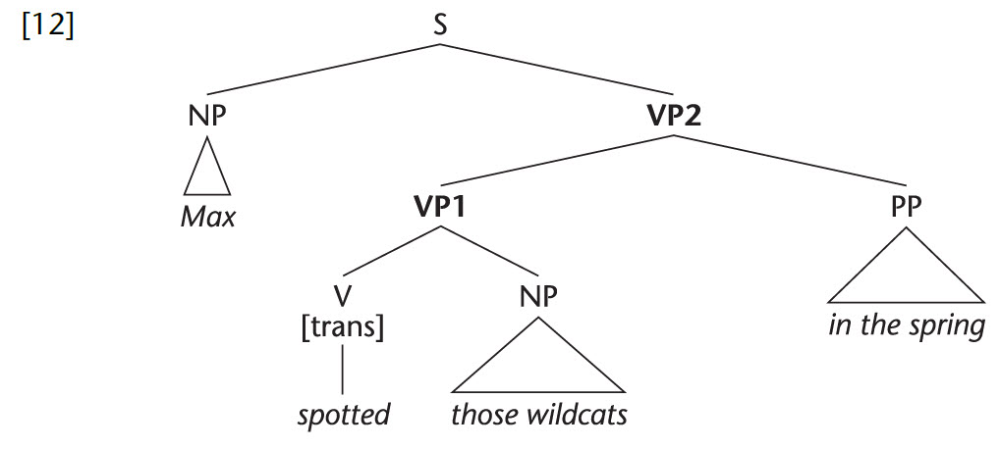 [12]
S
NP VP2
Max
VP1 PP
V NP
[trans]
in the spring
spotted those wildcats